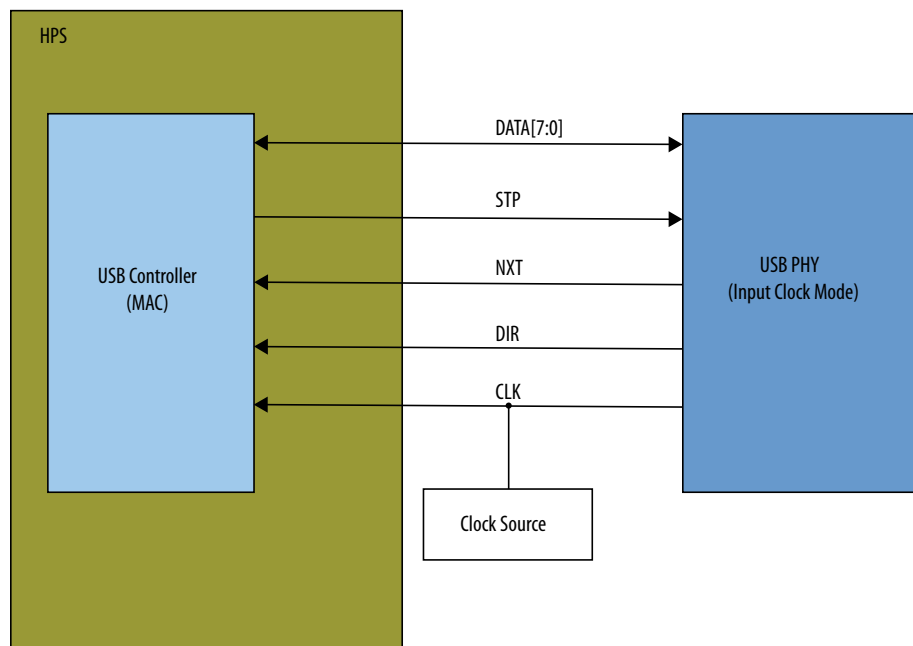 HPS
DATA[7:0]
STP
NXT
DIR
CLK
USB Controller
(MAC)
USB PHY
(Input Clock Mode)
Clock Source